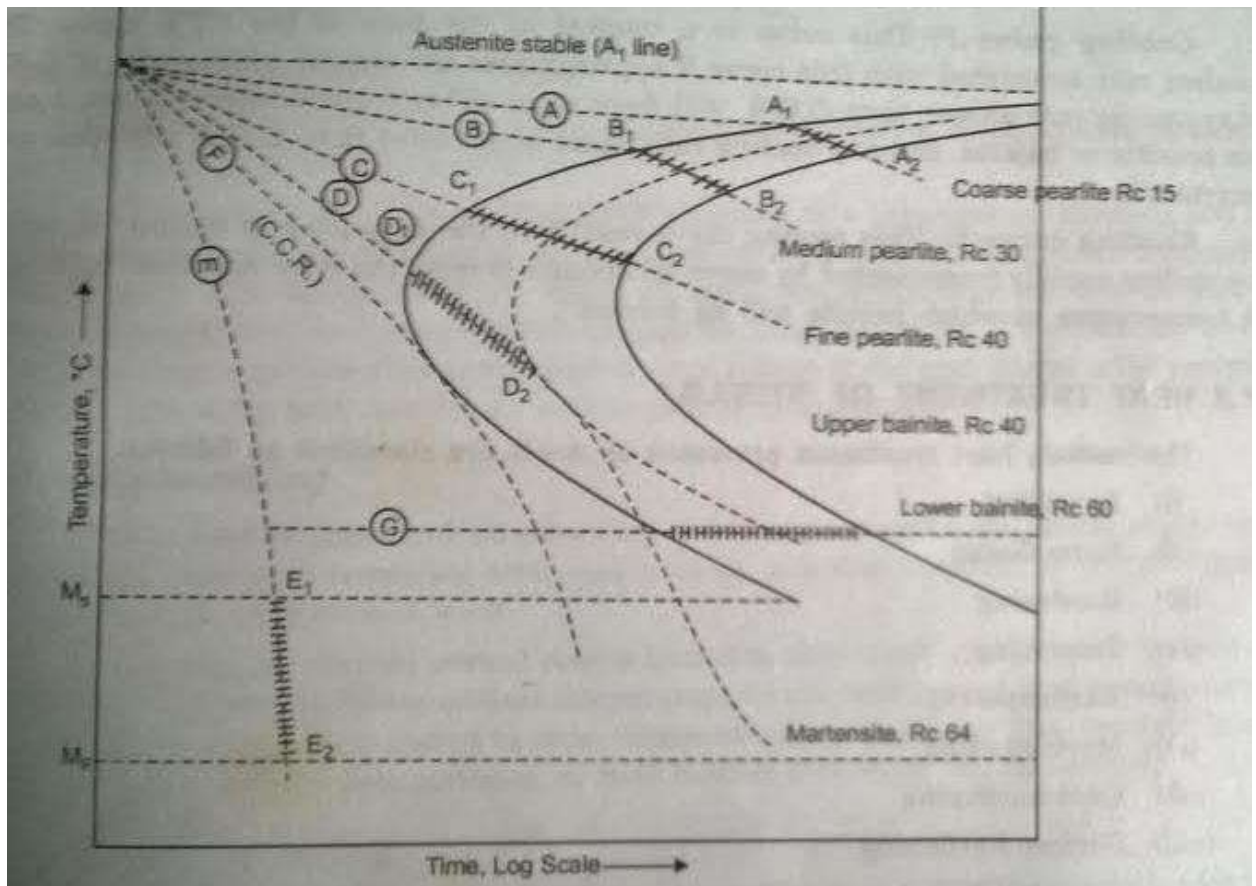 Austenite stable (A₁ line)
A
A₁
B
B₁
A₂
F
C
C₁
B₂
Coarse pearlite Rc 15
D
D₁
(C.C.R.)
C₂
Medium pearlite, Rc 30
E
Fine pearlite, Rc 40
D₂
Upper bainite, Rc 40
Temperature, °C
G
Lower bainite, Rc 60
Mₛ
E₁
Martensite, Rc 64
E₂
Time, Log Scale